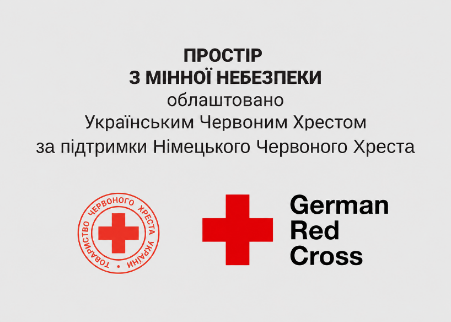 ПРОСТІР
З МІННОЇ НЕБЕЗПЕКИ
облаштовано
Українським Червоним Хрестом
за підтримки Німецького Червоного Хреста
ТОВАРИСТВО ЧЕРВОНОГО ХРЕСТА УКРАЇНИ
German
Red
Cross